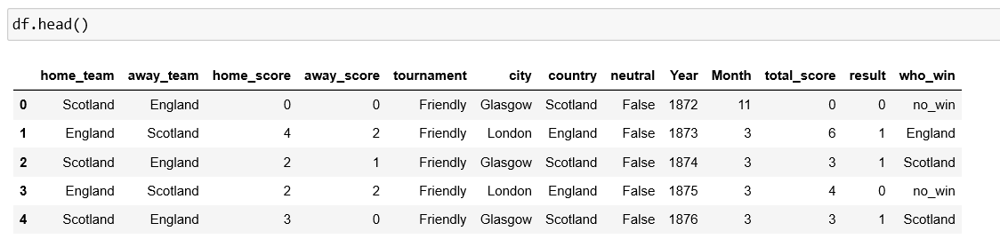 df.head()
home_team away_team home_score away_score tournament city country neutral Year Month total_score result who_win
0 Scotland England 0 0 Friendly Glasgow Scotland False 1872 11 0 0 no_win
1 England Scotland 4 2 Friendly London England False 1873 3 6 1 England
2 Scotland England 2 1 Friendly Glasgow Scotland False 1874 3 3 1 Scotland
3 England Scotland 2 2 Friendly London England False 1875 3 4 0 no_win
4 Scotland England 3 0 Friendly Glasgow Scotland False 1876 3 3 1 Scotland